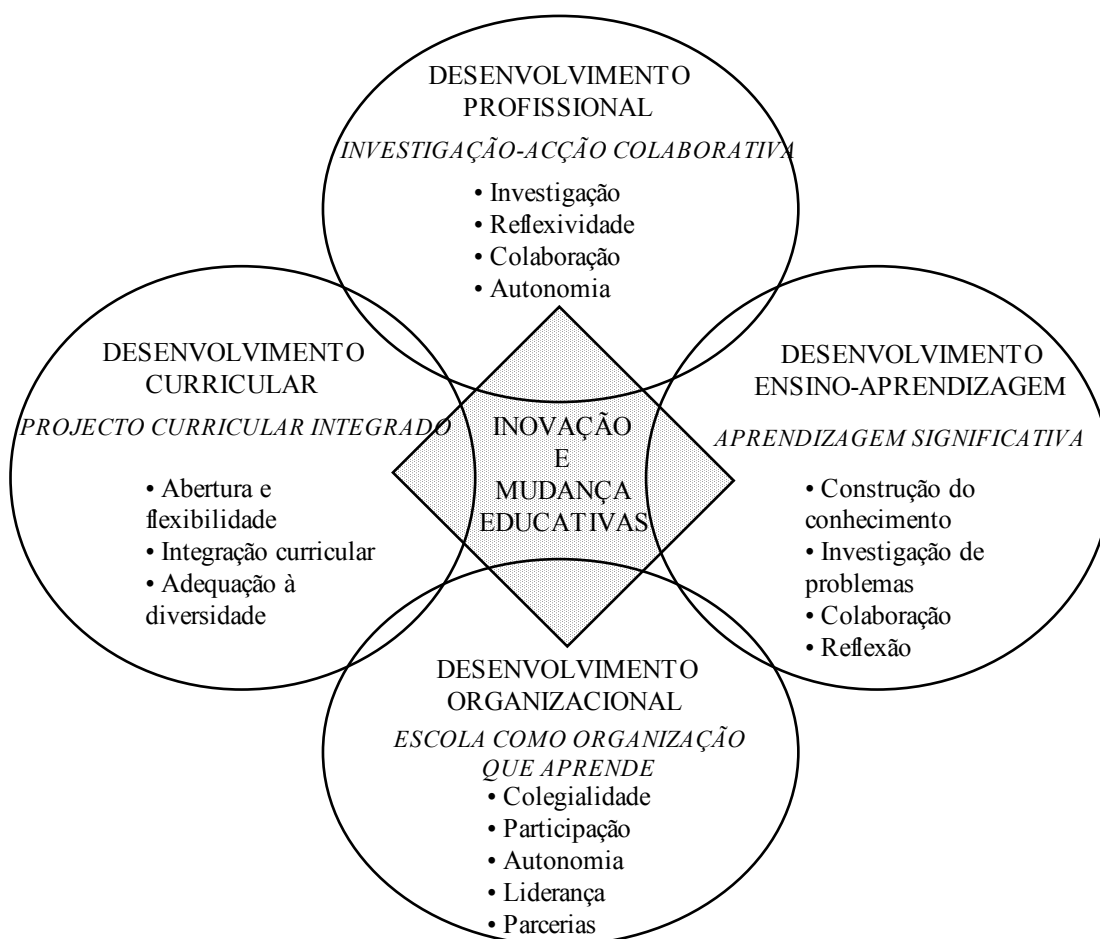 DESENVOLVIMENTO
PROFISSIONAL
INVESTIGAÇÃO-ACÇÃO COLABORATIVA
• Investigação
• Reflexividade
• Colaboração
• Autonomia
DESENVOLVIMENTO
CURRICULAR
PROJECTO CURRICULAR INTEGRADO
• Abertura e
flexibilidade
• Integração curricular
• Adequação à
diversidade
INOVAÇÃO
E
MUDANÇA
EDUCATIVAS
DESENVOLVIMENTO
ENSINO-APRENDIZAGEM
APRENDIZAGEM SIGNIFICATIVA
• Construção do
conhecimento
• Investigação de
problemas
• Colaboração
• Reflexão
DESENVOLVIMENTO
ORGANIZACIONAL
ESCOLA COMO ORGANIZAÇÃO
QUE APRENDE
• Colegialidade
• Participação
• Autonomia
• Liderança
• Parcerias